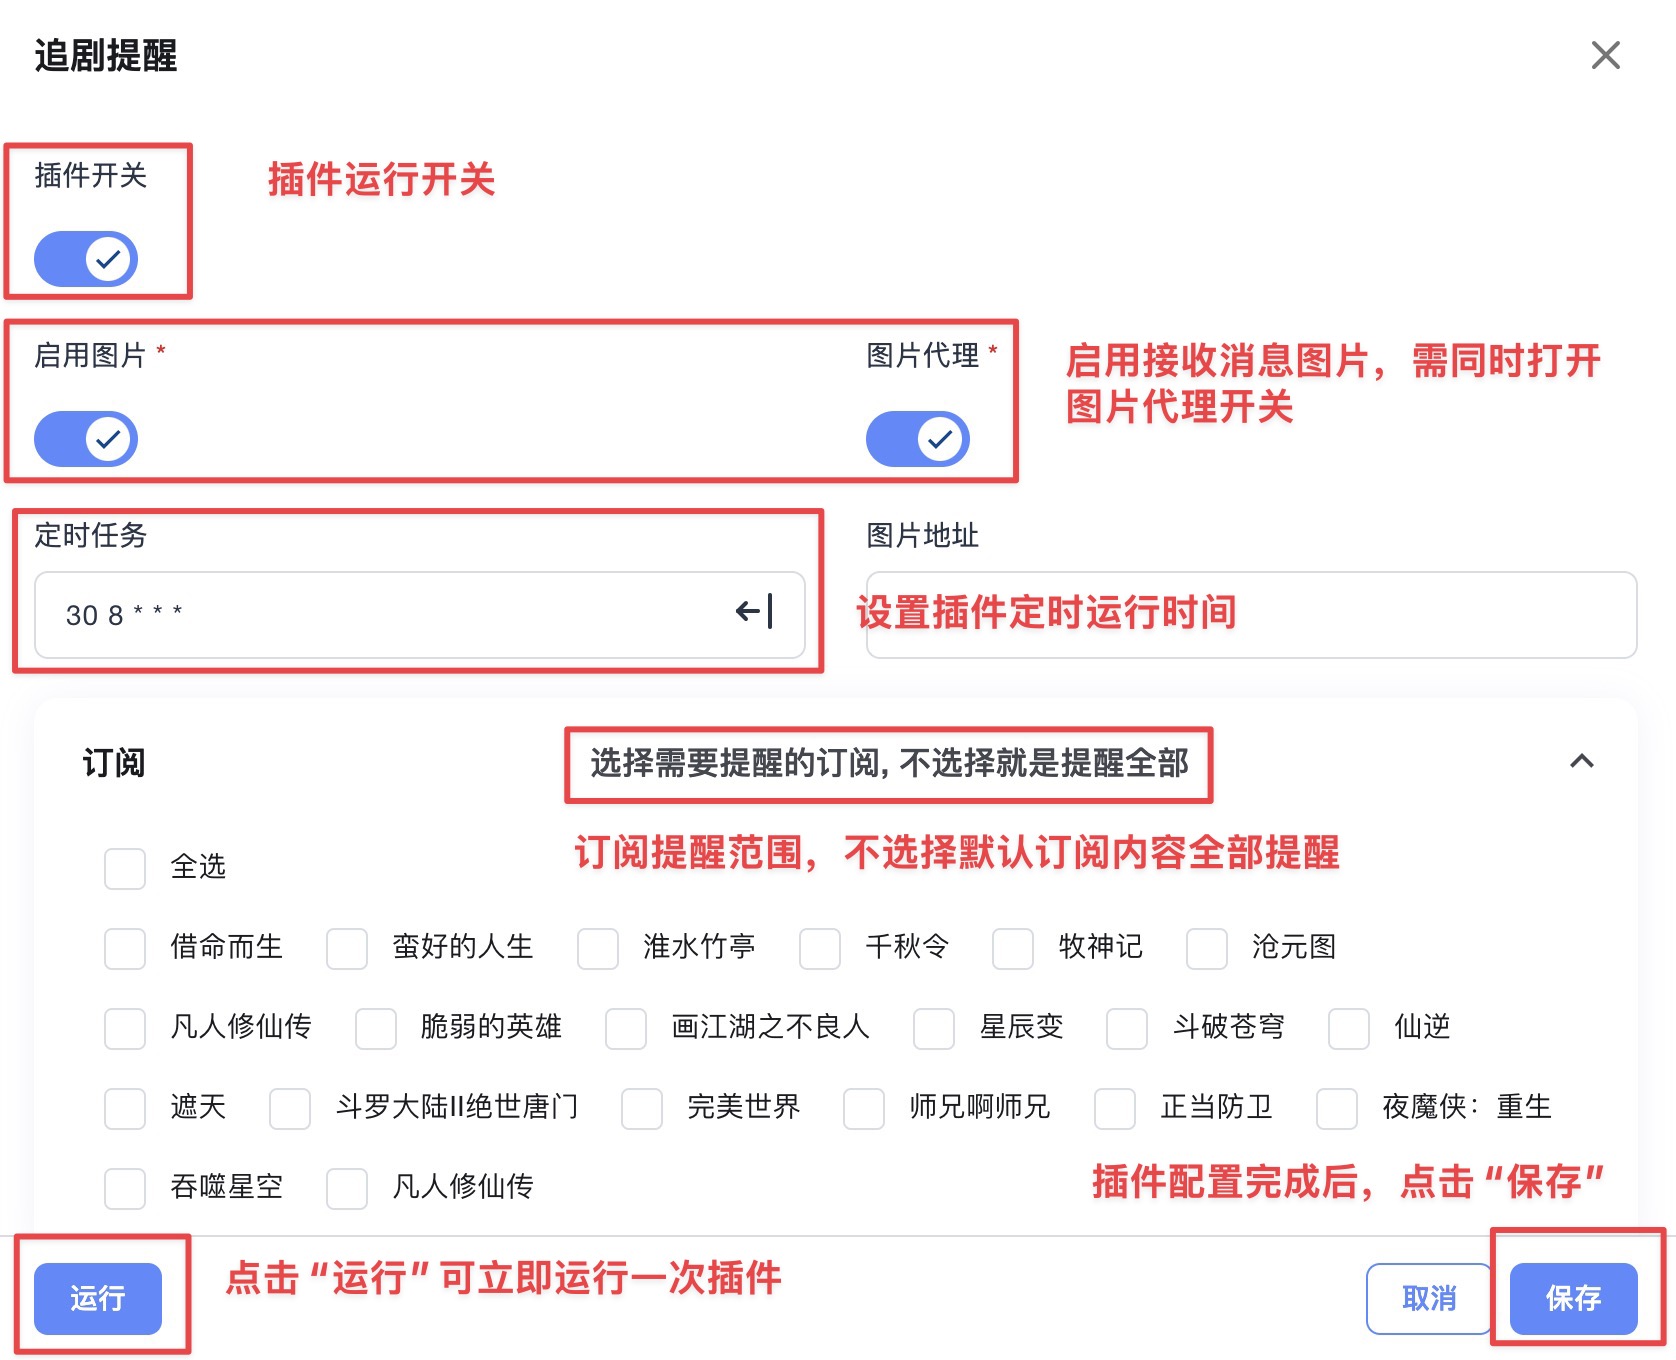 追剧提醒
插件开关
插件运行开关
启用图片 *
图片代理 *
启用接收消息图片，需同时打开
图片代理开关
定时任务
图片地址
30 8 * * *
设置插件定时运行时间
订阅
选择需要提醒的订阅, 不选择就是提醒全部
订阅提醒范围，不选择默认订阅内容全部提醒
全选
借命而生 蛮好的人生 淮水竹亭 千秋令 牧神记 沧元图
凡人修仙传 脆弱的英雄 画江湖之不良人 星辰变 斗破苍穹 仙逆
遮天 斗罗大陆II绝世唐门 完美世界 师兄啊师兄 正当防卫 夜魔侠：重生
吞噬星空 凡人修仙传
插件配置完成后，点击“保存”
运行
点击“运行”可立即运行一次插件
取消
保存